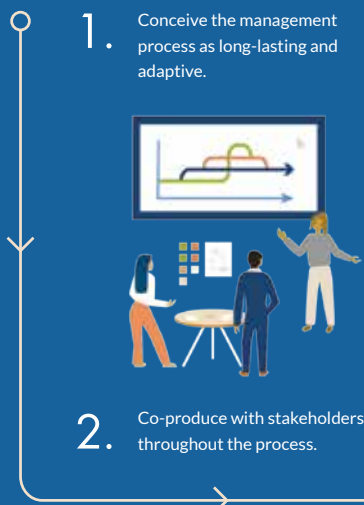 1.
Conceive the management
process as long-lasting and
adaptive.
2.
Co-produce with stakeholders
throughout the process.